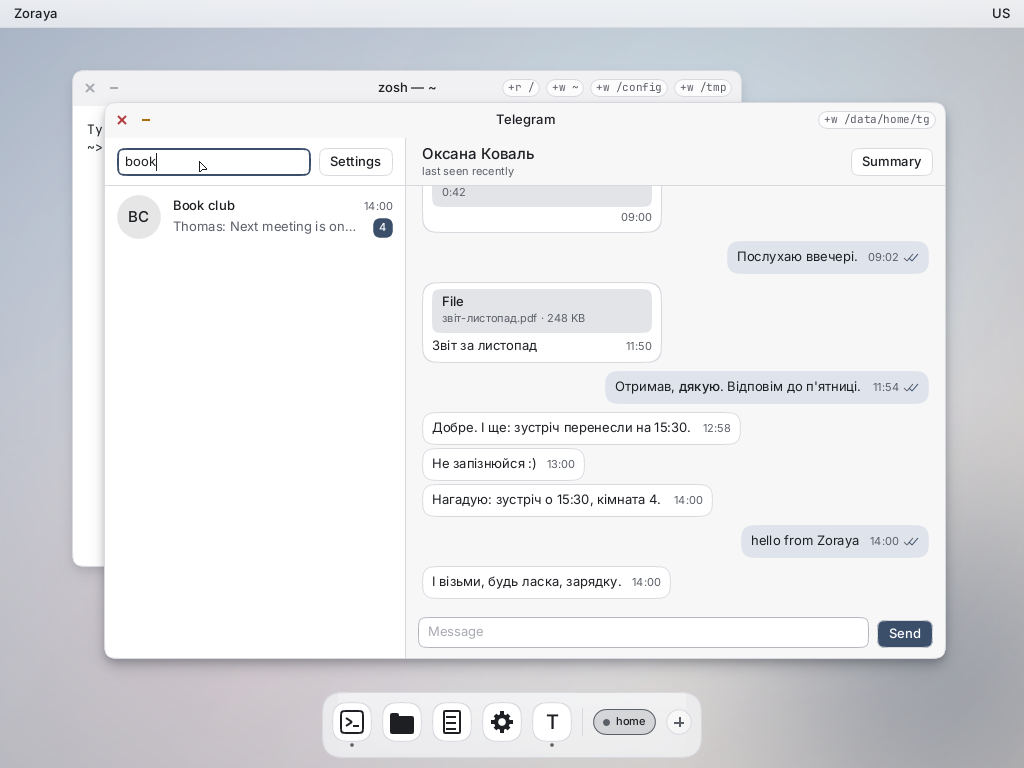 Zoraya
US
zosh — ~
+r /
+w ~
+w /config
+w /tmp
Ty
~>
Telegram
+w /data/home/tg
book
Settings
Оксана Коваль
last seen recently
Summary
BC
Book club
14:00
Thomas: Next meeting is on...
4
0:42
09:00
Послухаю ввечері. 09:02
File
звіт-листопад.pdf · 248 KB
Звіт за листопад 11:50
Отримав, дякую. Відповім до п'ятниці. 11:54
Добре. І ще: зустріч перенесли на 15:30. 12:58
Не запізнюйся :) 13:00
Нагадую: зустріч о 15:30, кімната 4. 14:00
hello from Zoraya 14:00
І візьми, будь ласка, зарядку. 14:00
Message
Send
T
home